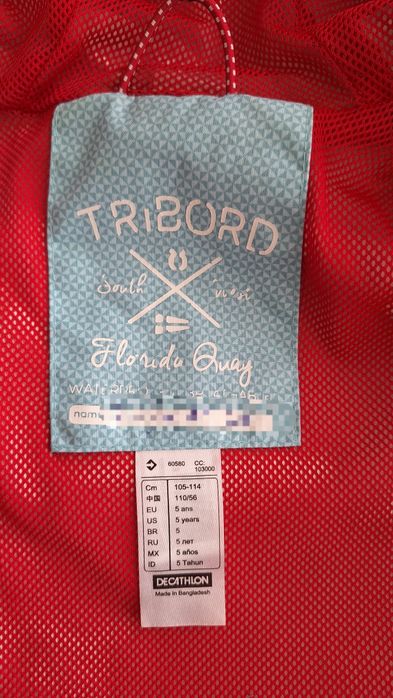 TRIBORD
South West
Florida Quay
name
60580 CC: 103000
Cm 105-114
中国 110/56
EU 5 ans
US 5 years
BR 5
RU 5 лет
MX 5 años
ID 5 Tahun
DECATHLON
Made in Bangladesh